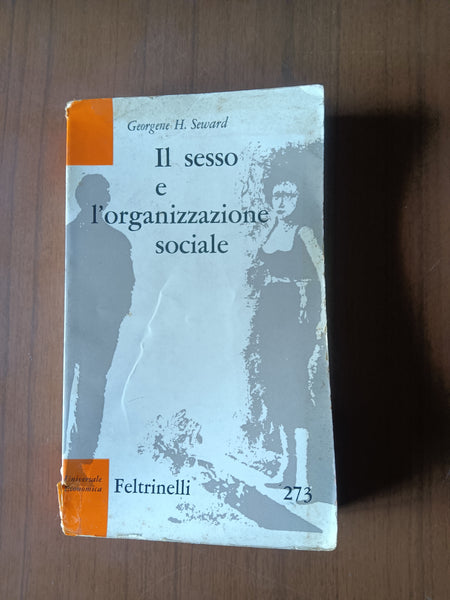 Georgene H. Seward
Il sesso
e
l'organizzazione
sociale
universale
economica
Feltrinelli
273